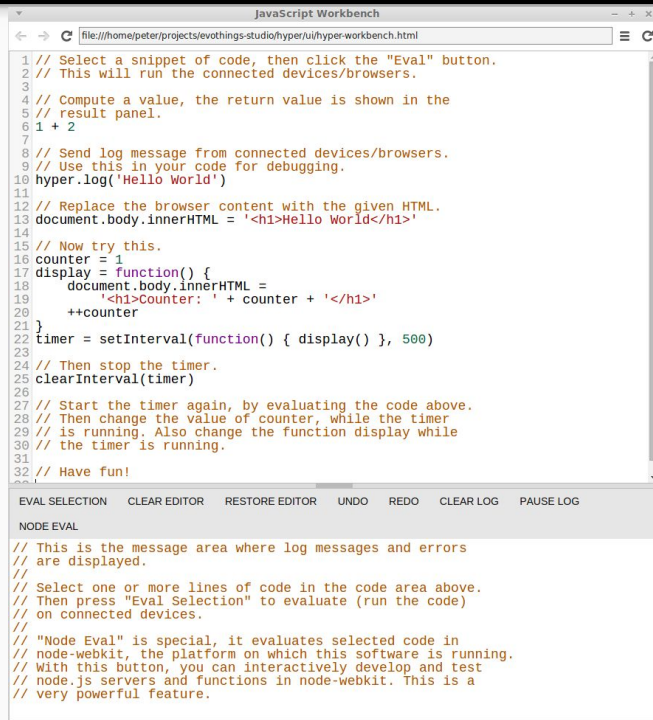 JavaScript Workbench
file:///home/peter/projects/evothings-studio/hyper/ui/hyper-workbench.html
1 // Select a snippet of code, then click the "Eval" button.
2 // This will run the connected devices/browsers.
3
4 // Compute a value, the return value is shown in the
5 // result panel.
6 1 + 2
7
8 // Send log message from connected devices/browsers.
9 // Use this in your code for debugging.
10 hyper.log('Hello World')
11
12 // Replace the browser content with the given HTML.
13 document.body.innerHTML = '<h1>Hello World</h1>'
14
15 // Now try this.
16 counter = 1
17 display = function() {
18     document.body.innerHTML =
19         '<h1>Counter: ' + counter + '</h1>'
20     ++counter
21 }
22 timer = setInterval(function() { display() }, 500)
23
24 // Then stop the timer.
25 clearInterval(timer)
26
27 // Start the timer again, by evaluating the code above.
28 // Then change the value of counter, while the timer
29 // is running. Also change the function display while
30 // the timer is running.
31
32 // Have fun!
EVAL SELECTION CLEAR EDITOR RESTORE EDITOR UNDO REDO CLEAR LOG PAUSE LOG
NODE EVAL
// This is the message area where log messages and errors
// are displayed.
//
// Select one or more lines of code in the code area above.
// Then press "Eval Selection" to evaluate (run the code)
// on connected devices.
//
// "Node Eval" is special, it evaluates selected code in
// node-webkit, the platform on which this software is running.
// With this button, you can interactively develop and test
// node.js servers and functions in node-webkit. This is a
// very powerful feature.